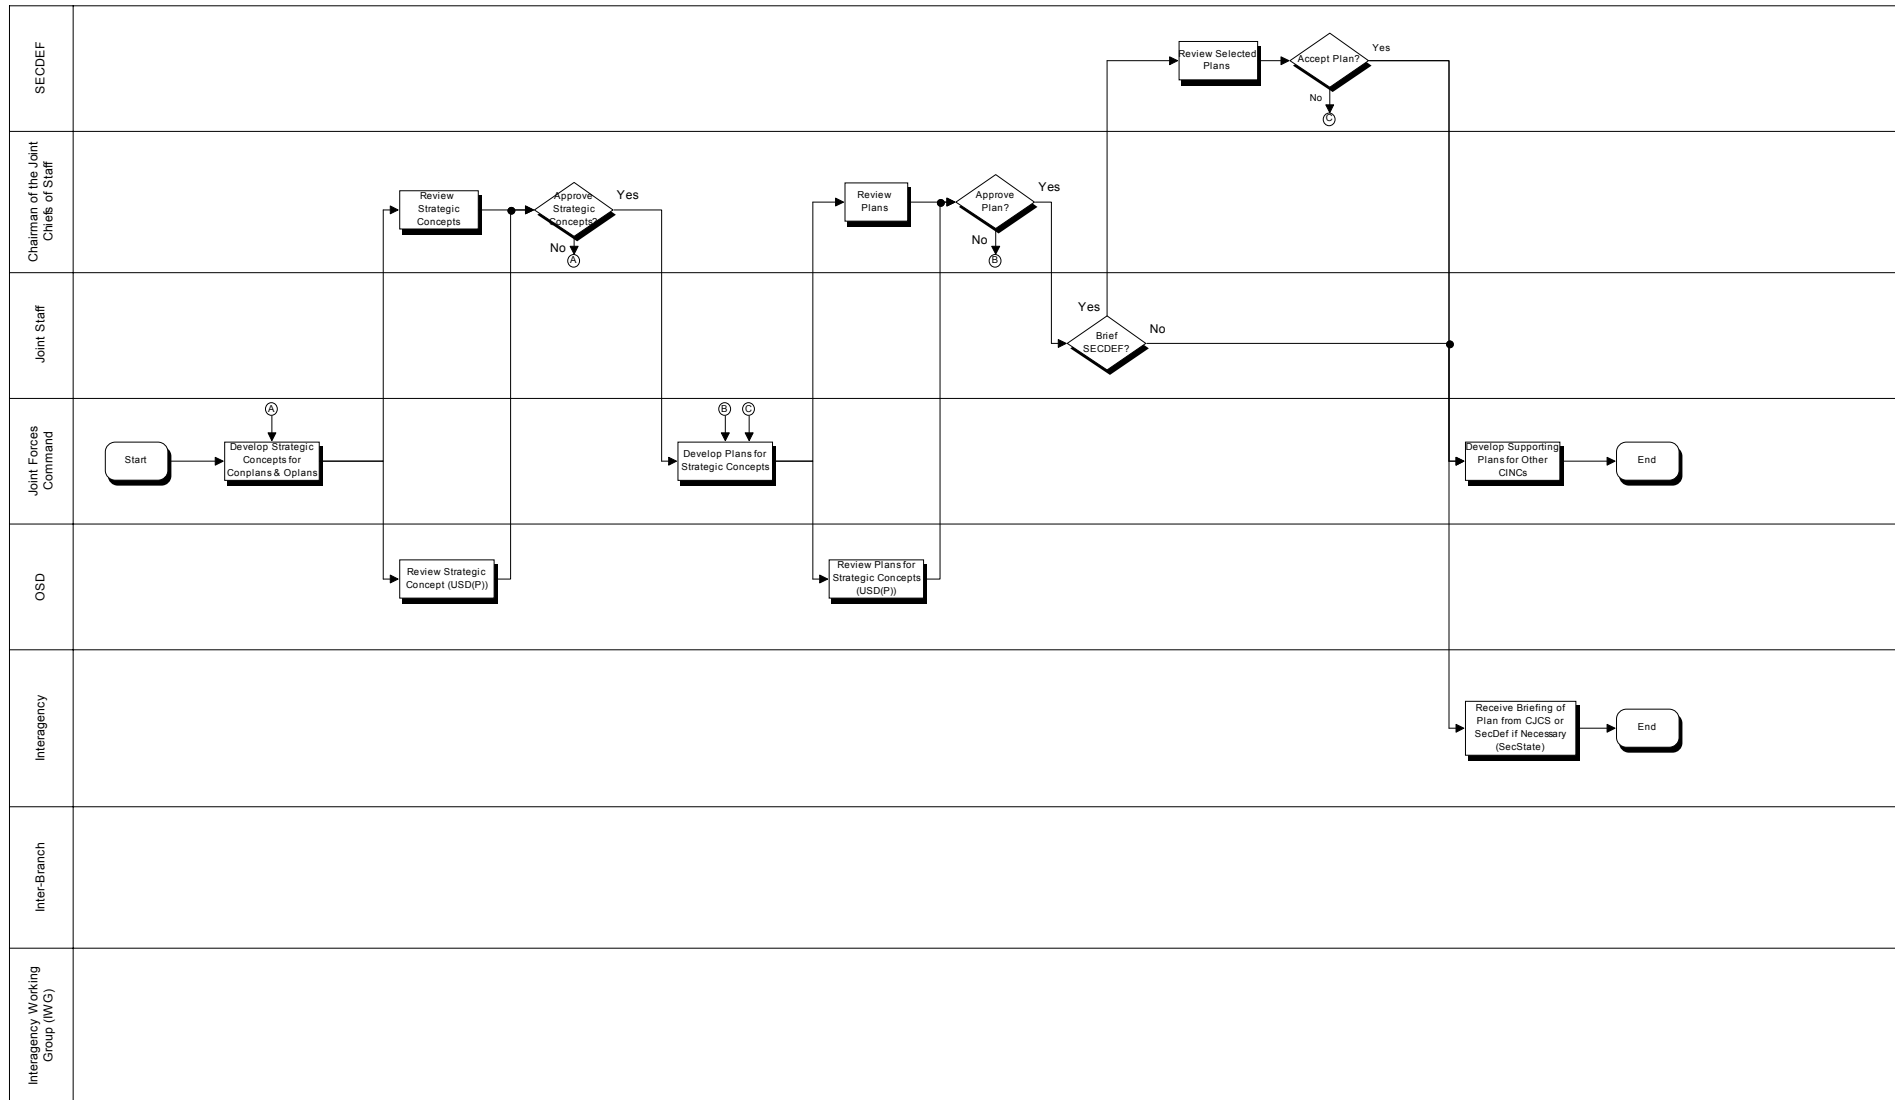 SECDEF
Review Selected
Plans
Accept Plan?
Yes
No
C
Chairman of the Joint
Chiefs of Staff
Review
Strategic
Concepts
Approve
Strategic
Concepts?
Yes
No
A
Review
Plans
Approve
Plan?
Yes
No
B
Joint Staff
Yes
Brief
SECDEF?
No
Joint Forces
Command
Start
A
Develop Strategic
Concepts for
Conplans & Oplans
B
C
Develop Plans for
Strategic Concepts
Develop Supporting
Plans for Other
CINCs
End
OSD
Review Strategic
Concept (USD(P))
Review Plans for
Strategic Concepts
(USD(P))
Interagency
Receive Briefing of
Plan from CJCS or
SecDef if Necessary
(SecState)
End
Inter-Branch
Interagency Working
Group (IWG)